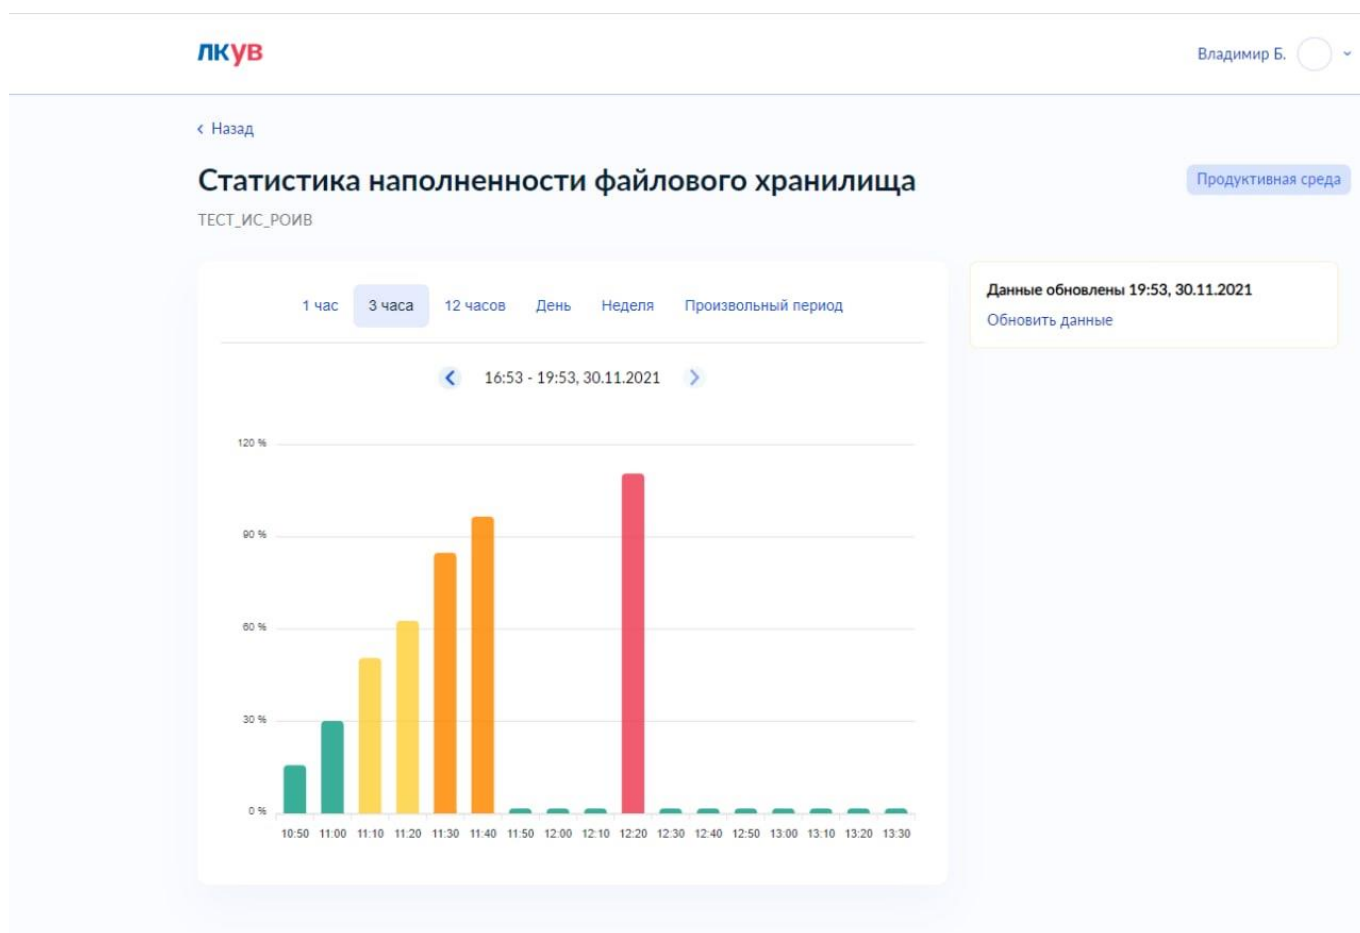 ЛКУВ
Владимир Б.
Назад
Статистика наполненности файлового хранилища
Продуктивная среда
ТЕСТ_ИС_РОИВ
1 час 3 часа 12 часов День Неделя Произвольный период
Данные обновлены 19:53, 30.11.2021
Обновить данные
16:53 - 19:53, 30.11.2021
120 %
90 %
60 %
30 %
0 %
10:50 11:00 11:10 11:20 11:30 11:40 11:50 12:00 12:10 12:20 12:30 12:40 12:50 13:00 13:10 13:20 13:30